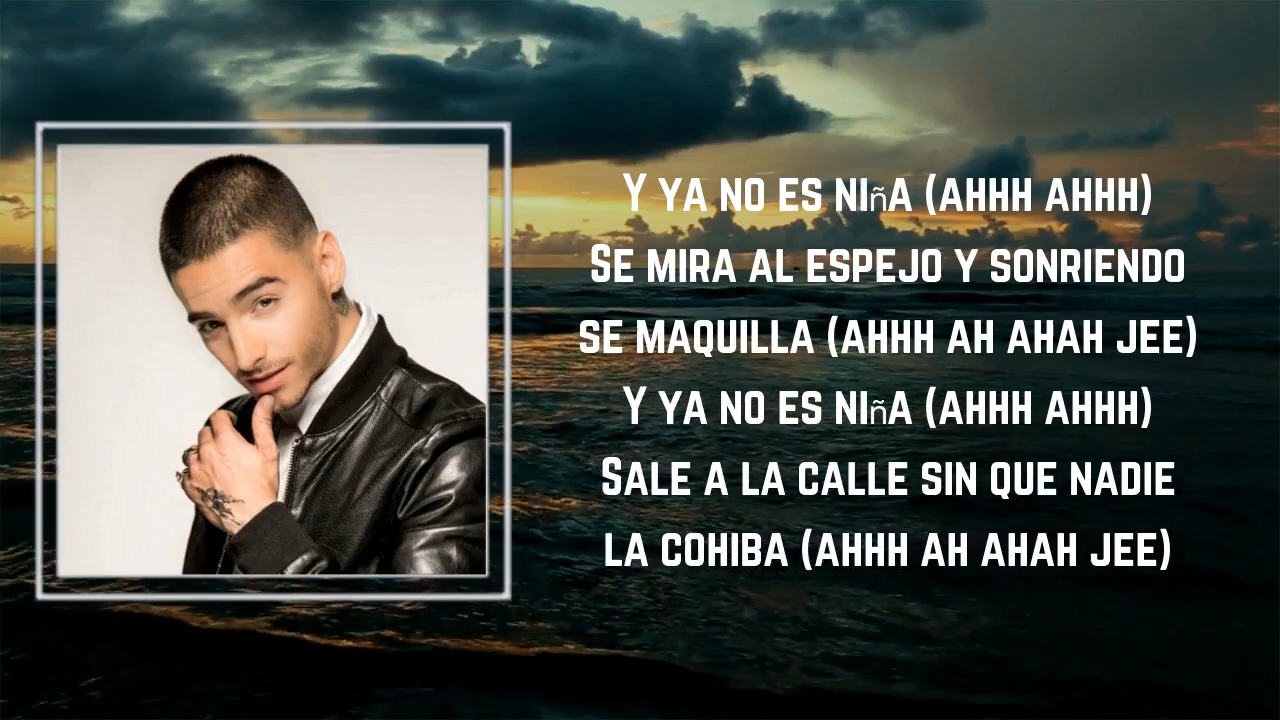 Y YA NO ES NIñA (AHHH AHHH)
SE MIRA AL ESPEJO Y SONRIENDO
SE MAQUILLA (AHHH AH AHAH JEE)
Y YA NO ES NIñA (AHHH AHHH)
SALE A LA CALLE SIN QUE NADIE
LA COHIBA (AHHH AH AHAH JEE)